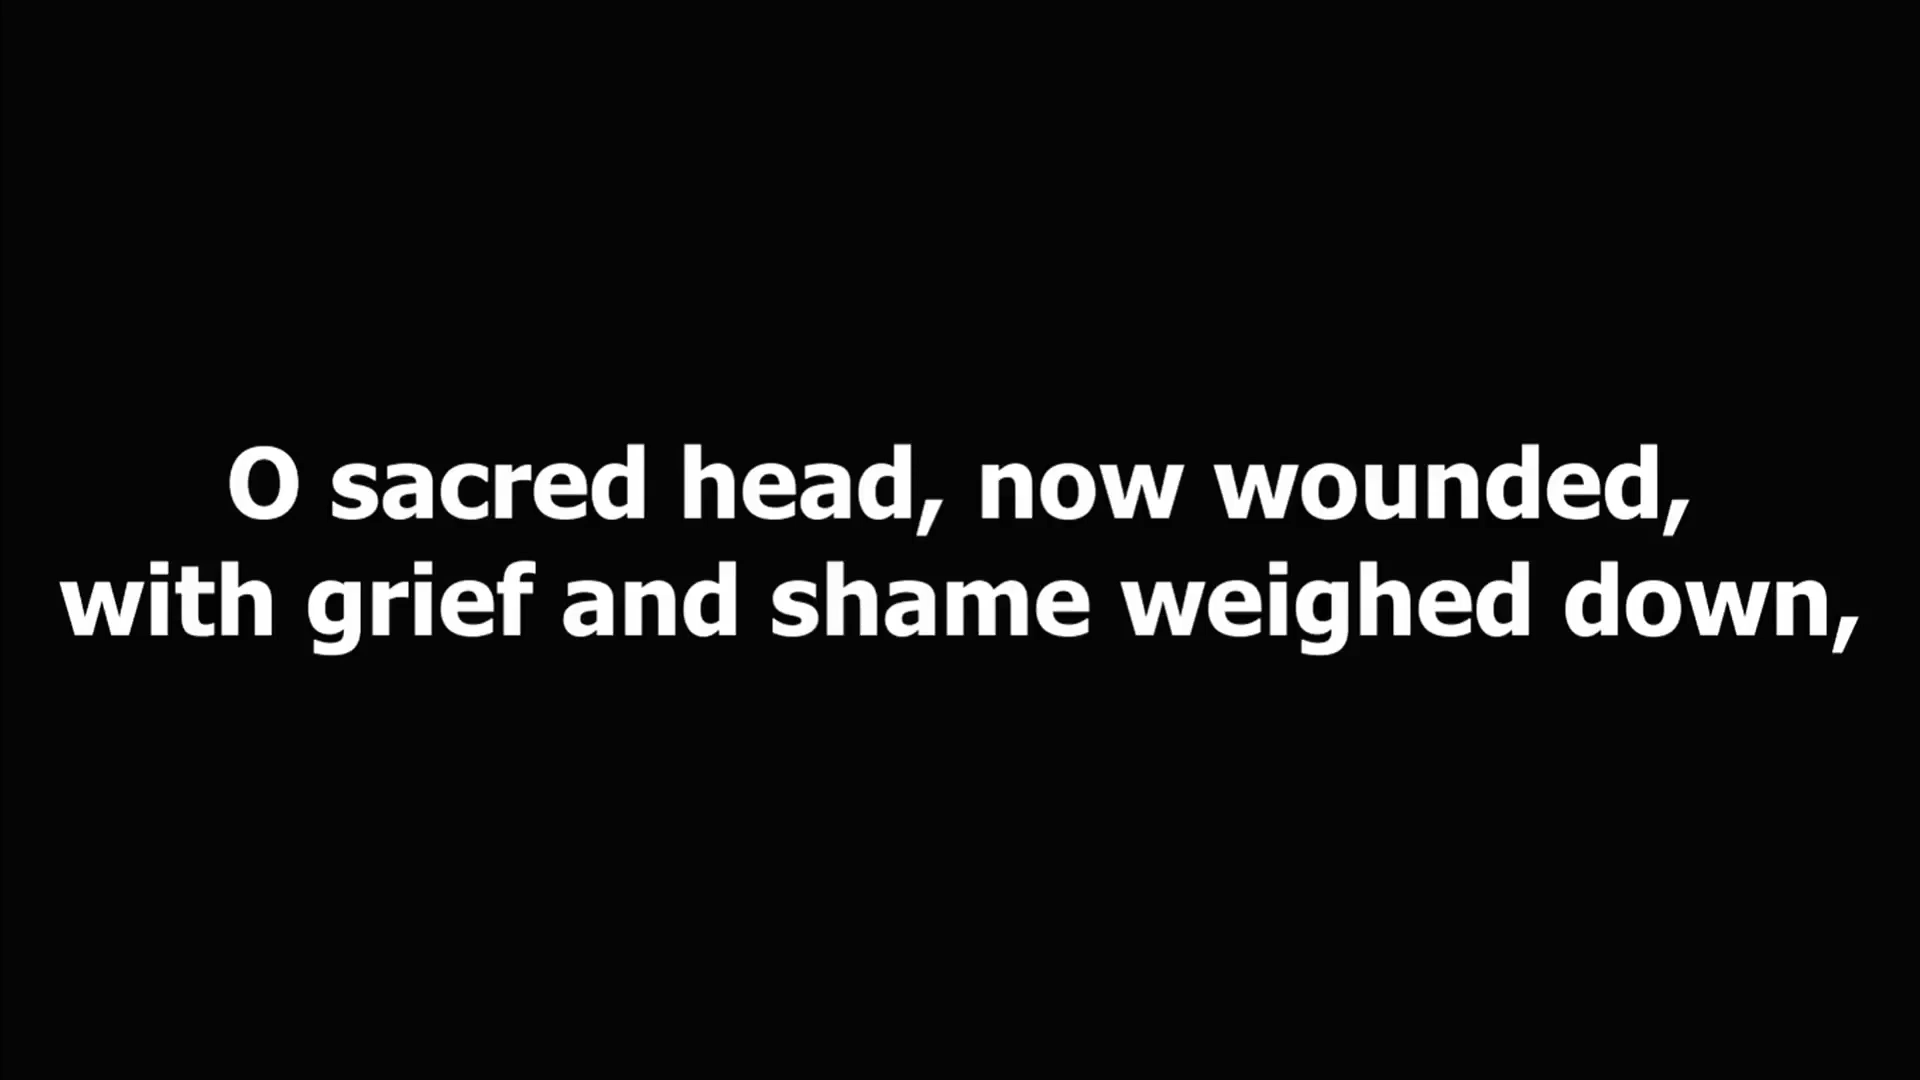 O sacred head, now wounded,
with grief and shame weighed down,